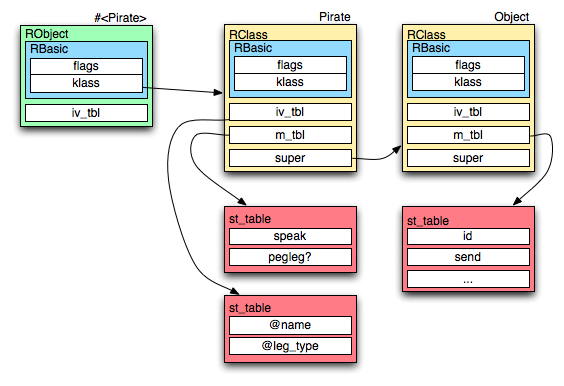 #<Pirate>
RObject
RBasic
flags
klass
iv_tbl
Pirate
RClass
RBasic
flags
klass
iv_tbl
m_tbl
super
Object
RClass
RBasic
flags
klass
iv_tbl
m_tbl
super
st_table
speak
pegleg?
st_table
id
send
...
st_table
@name
@leg_type